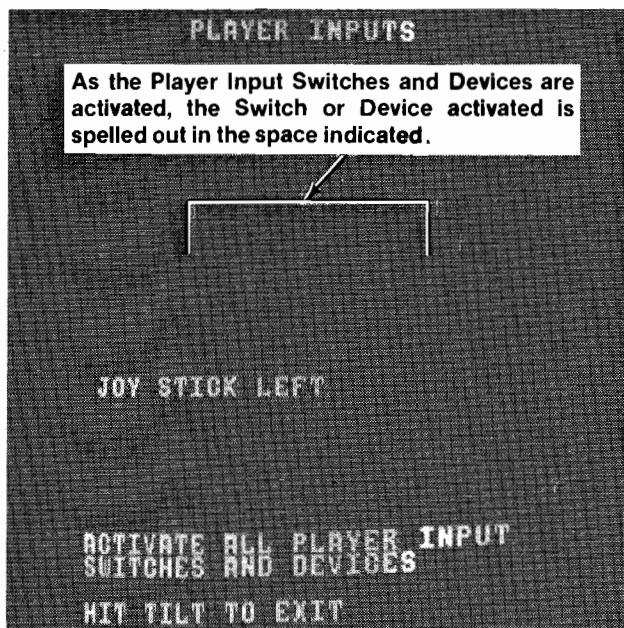 PLAYER INPUTS
As the Player Input Switches and Devices are
activated, the Switch or Device activated is
spelled out in the space indicated.
JOY STICK LEFT
ACTIVATE ALL PLAYER INPUT
SWITCHES AND DEVICES
HIT TILT TO EXIT